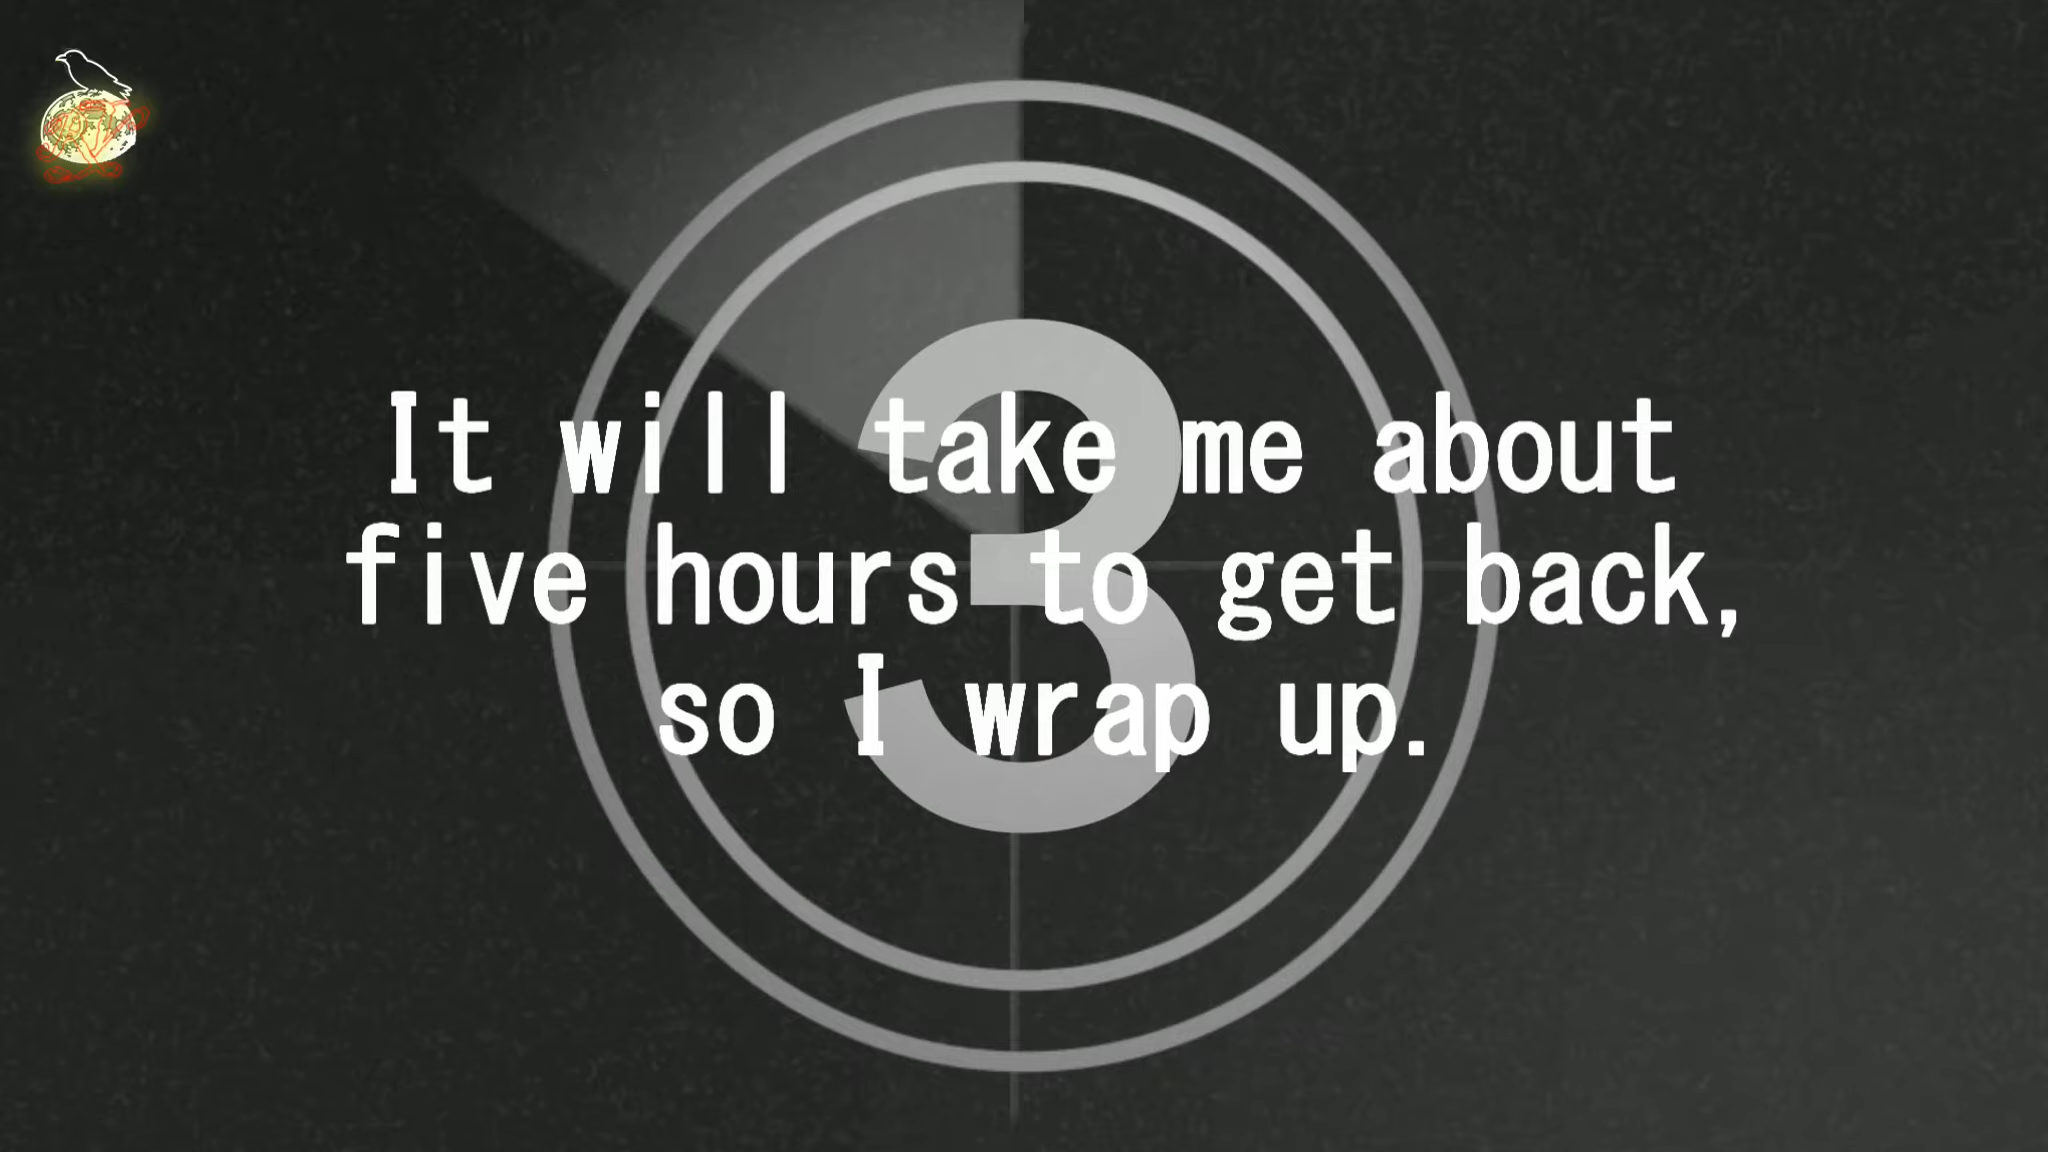 3
It will take me about
five hours to get back,
so I wrap up.